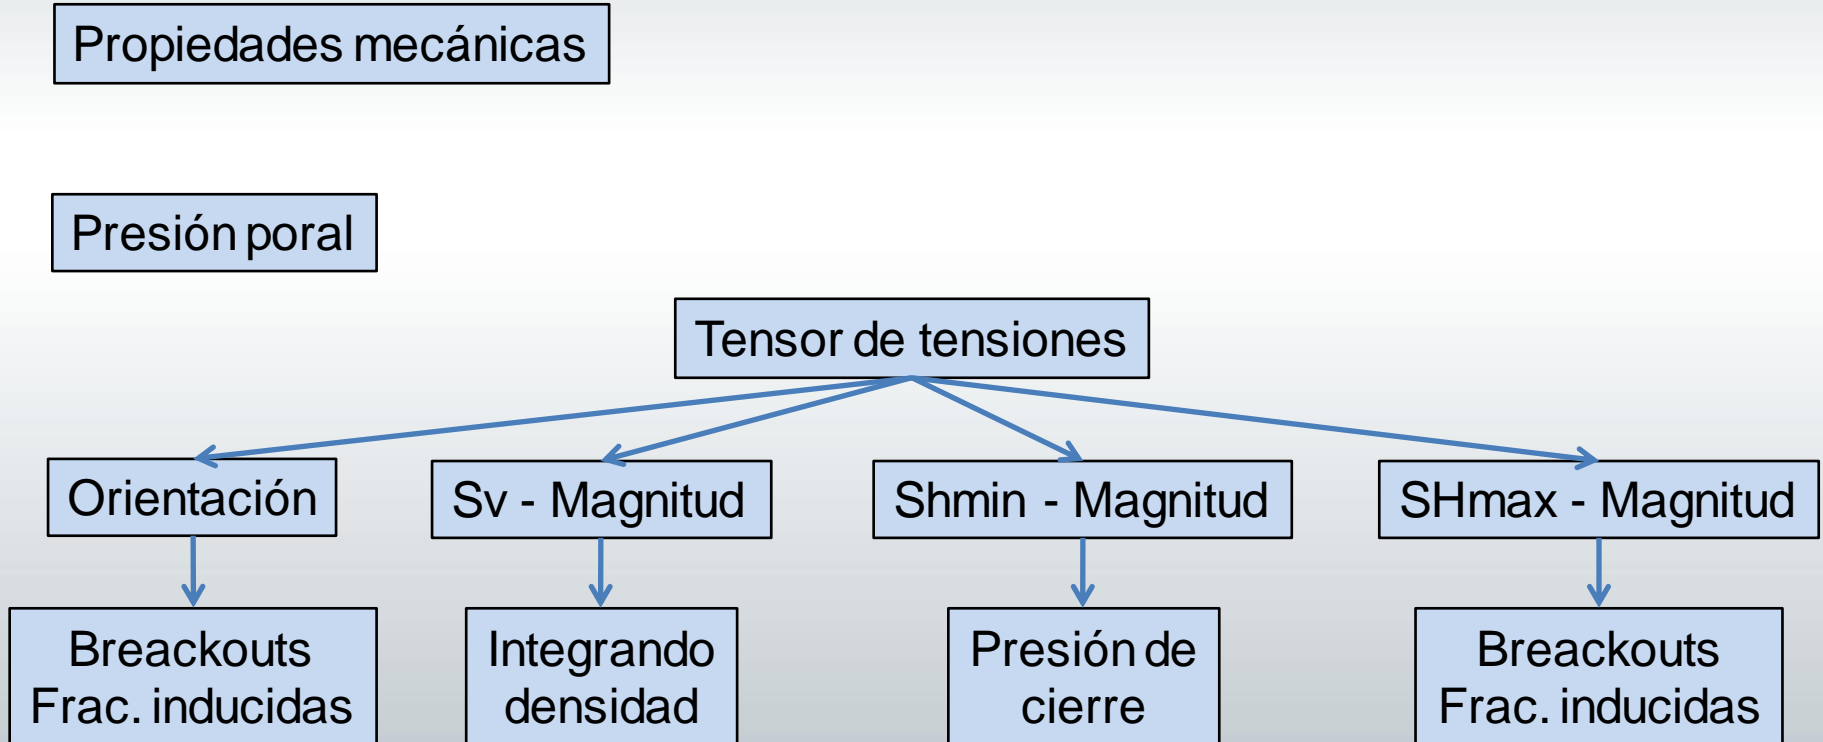 Propiedades mecánicas
Presión poral
Tensor de tensiones
Orientación
Sv - Magnitud
Shmin - Magnitud
SHmax - Magnitud
Breackouts
Frac. inducidas
Integrando
densidad
Presión de
cierre
Breackouts
Frac. inducidas